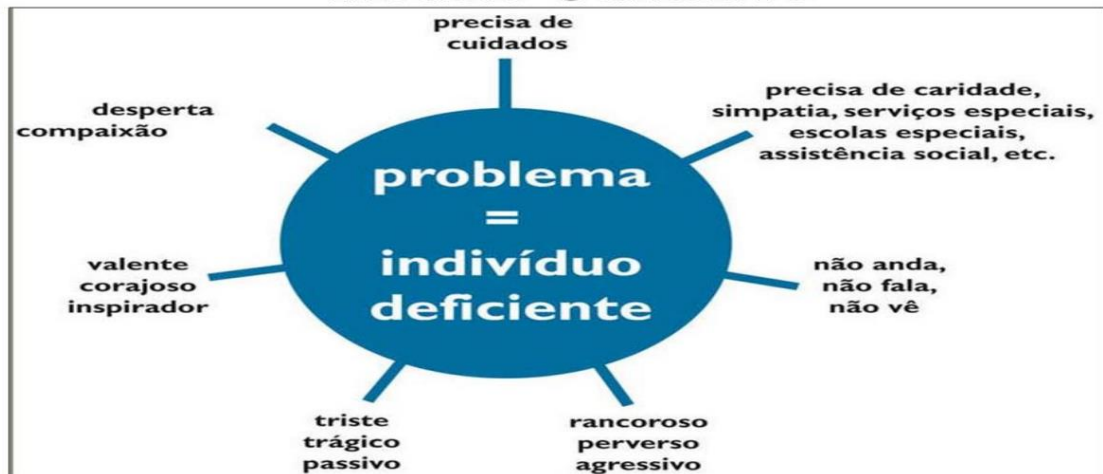 precisa de
cuidados
desperta
compaixão
precisa de caridade,
simpatia, serviços especiais,
escolas especiais,
assistência social, etc.
problema
=
indivíduo
deficiente
valente
corajoso
inspirador
não anda,
não fala,
não vê
triste
trágico
passivo
rancoroso
perverso
agressivo